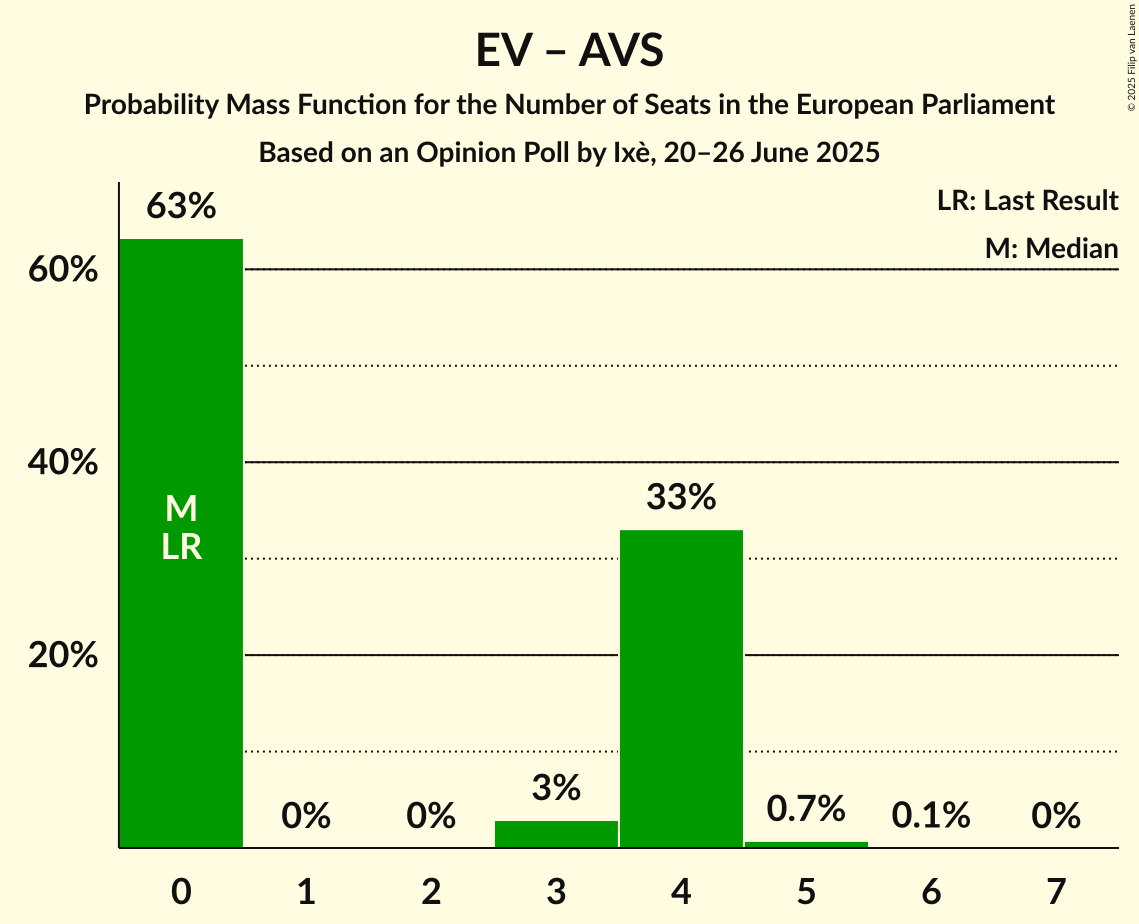 EV – AVS
Probability Mass Function for the Number of Seats in the European Parliament
Based on an Opinion Poll by Ixè, 20–26 June 2025
© 2025 Filip van Laenen
LR: Last Result
M: Median
63%
60%
40%
20%
M
LR
0%
0%
3%
33%
0.7%
0.1%
0%
0 1 2 3 4 5 6 7